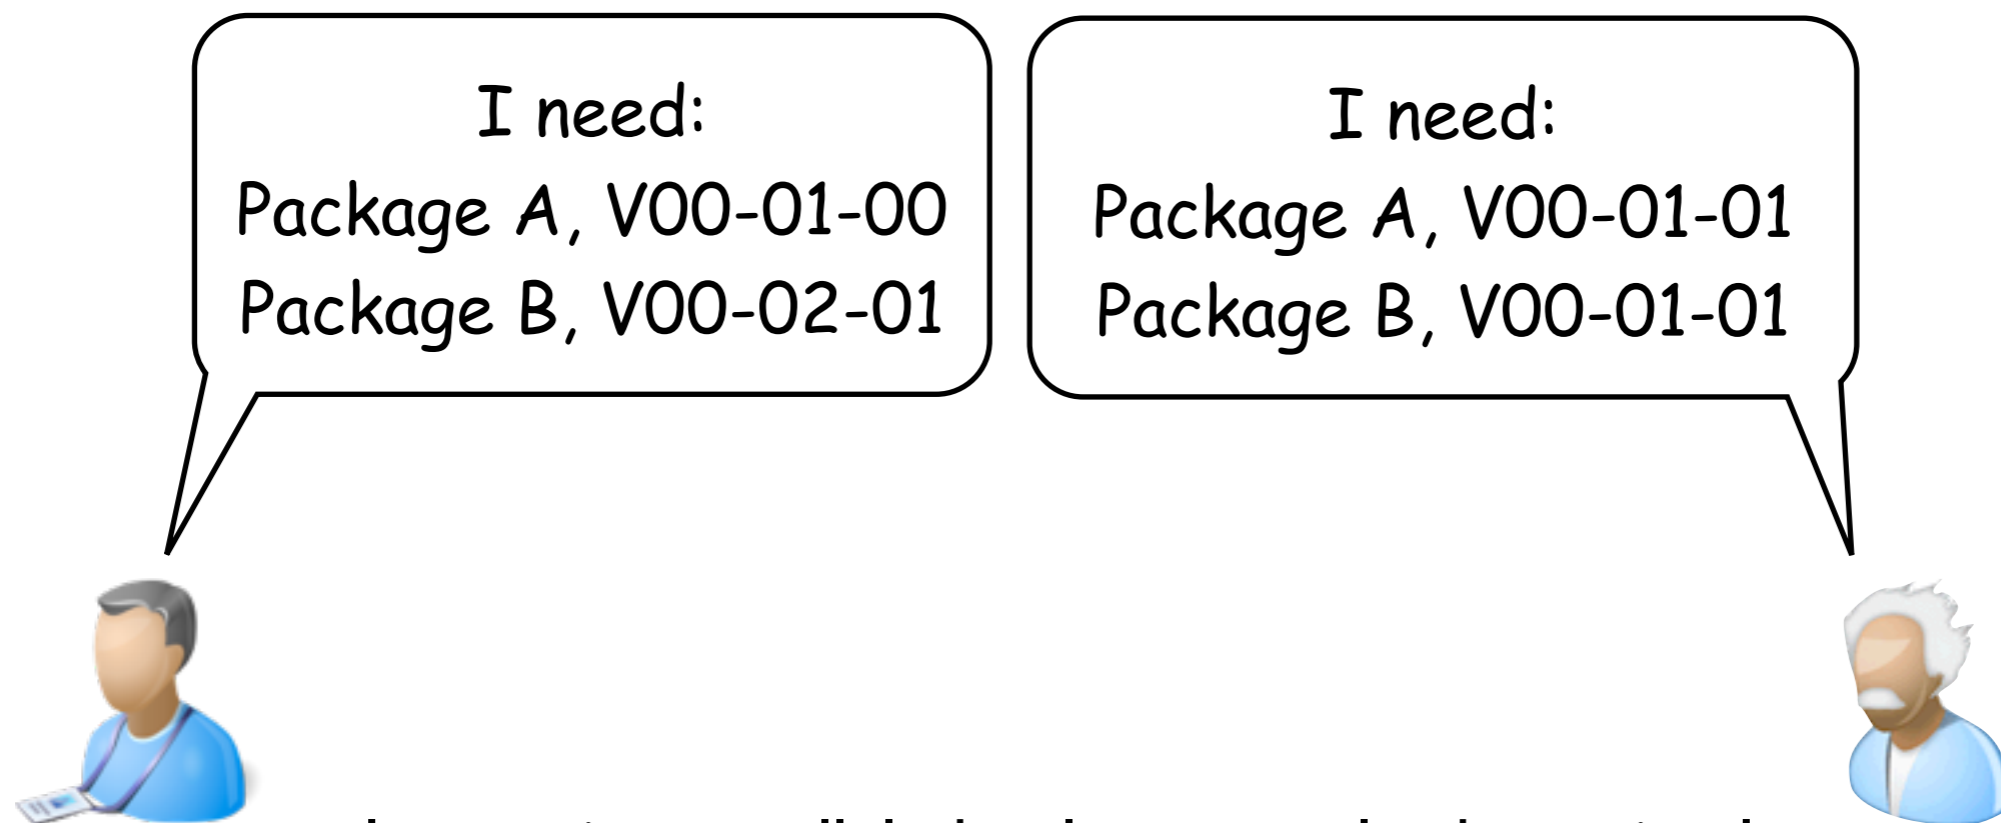 I need:
Package A, V00-01-00
Package B, V00-02-01
I need:
Package A, V00-01-01
Package B, V00-01-01